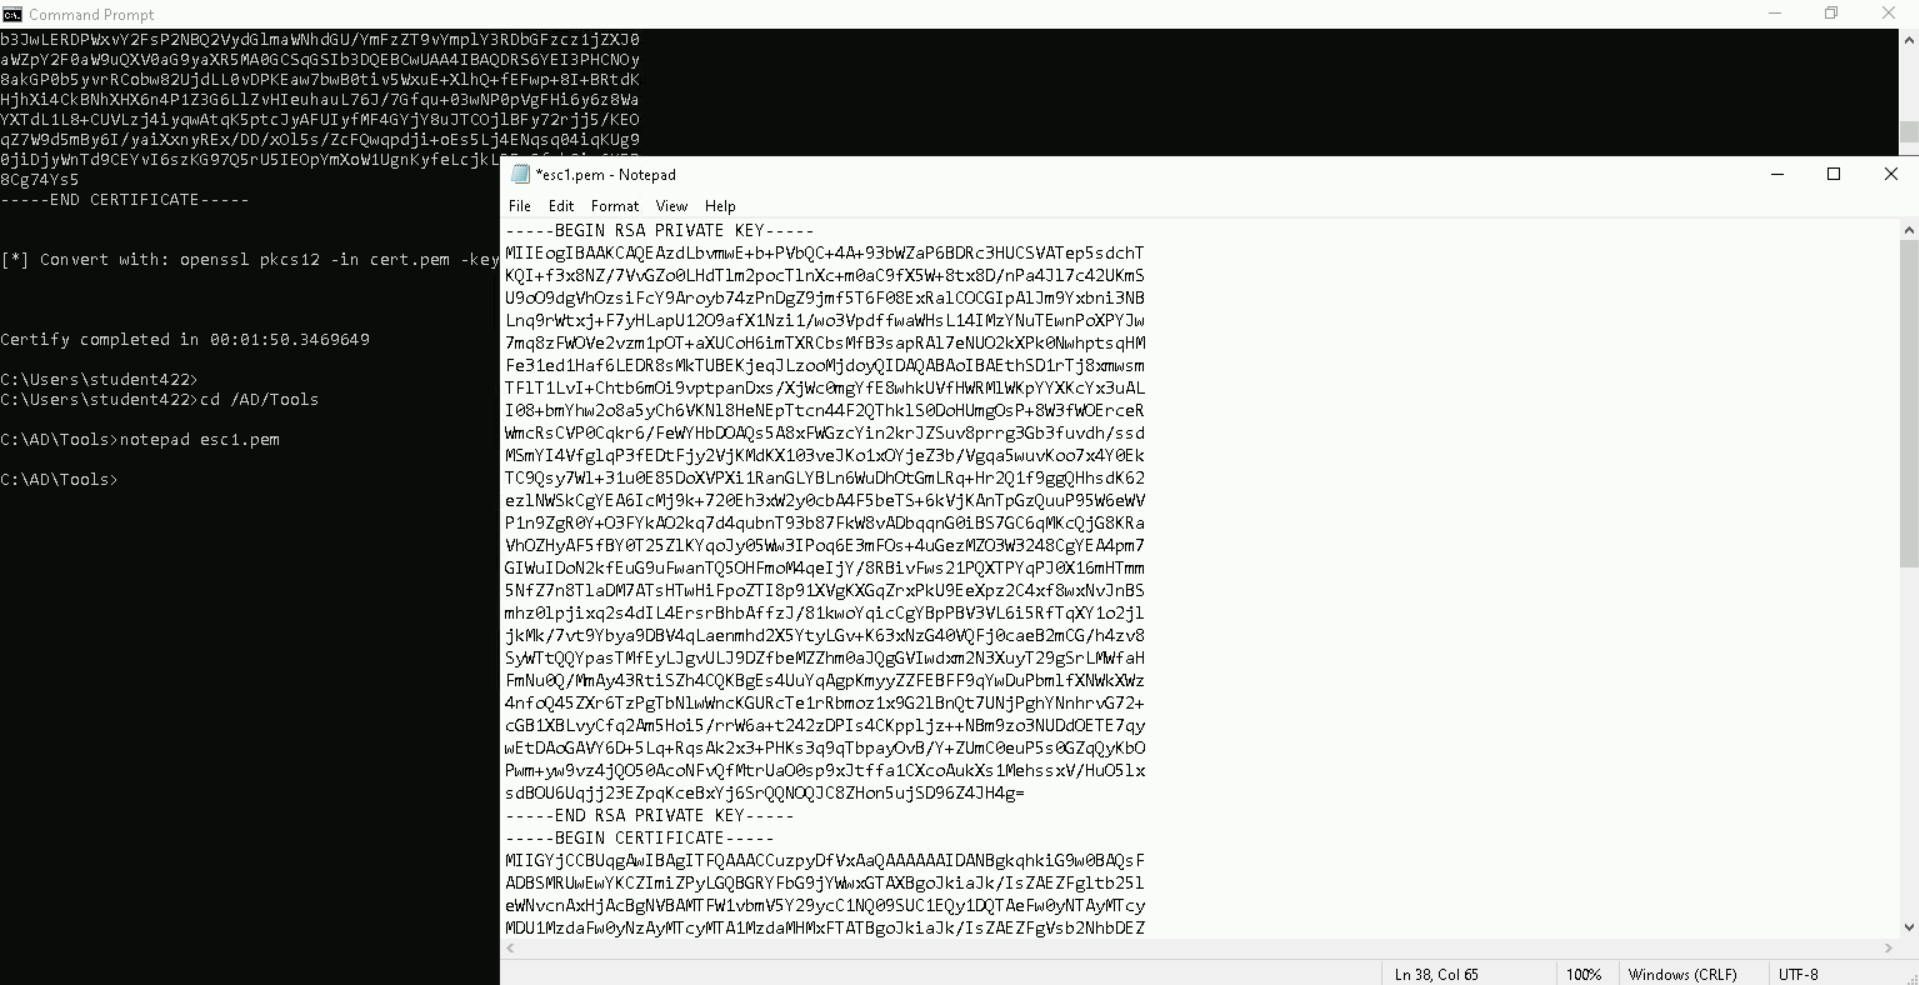 Command Prompt
b3JwLERDPWxvY2FsP2NBQ2VydGlmaWNhdGU/YmFzZT9vYmplY3RDbGFzcz1jZXJ0
aWZpY2F0aW9uQXV0aG9yaXR5MA0GCSqGSIb3DQEBCwUAA4IBAQDRS6YEI3PHCNOy
8akGP0b5yvrRCobw82UjdLL0vDPKEaw7bwB0tiv5WxuE+XlhQ+fEFwp+8I+BRtdK
HjhXi4CkBNhXHX6n4P1Z3G6LlZvHIeuhauL76J/7Gfqu+03wNP0pVgFHi6y6z8Wa
YXTdL1L8+CUVLzj4iyqwAtqK5ptcJyAFUIyfMF4GYjY8uJTCOjlBFy72rjj5/KEO
qZ7W9d5mBy6I/yaiXxnyREx/DD/xOl5s/ZcFQwqpdji+oEs5Lj4ENqsq04iqKUg9
0jiDjyWnTd9CEYvI6szKG97Q5rU5IEOpYmXoW1UgnKyfeLcjkL
8Cg74Ys5
-----END CERTIFICATE-----
[*] Convert with: openssl pkcs12 -in cert.pem -key
Certify completed in 00:01:50.3469649
C:\Users\student422>
C:\Users\student422>cd /AD/Tools
C:\AD\Tools>notepad esc1.pem
C:\AD\Tools>
*esc1.pem - Notepad
File Edit Format View Help
-----BEGIN RSA PRIVATE KEY-----
MIIEogIBAAKCAQEAzdLbvmwE+b+PVbQC+4A+93bWZaP6BDRc3HUCSVATep5sdchT
KQI+f3x8NZ/7VvGZo0LHdTlm2pocTlnXc+m0aC9fX5W+8tx8D/nPa4Jl7c42UKmS
U9oO9dgVhOzsiFcY9Aroyb74zPnDgZ9jmf5T6F08ExRalCOCGIpAlJm9Yxbni3NB
Lnq9rWtxj+F7yHLapU12O9afX1Nzi1/wo3VpdffwaWHsL14IMzYNuTEwnPoXPYJw
7mq8zFWOVe2vzm1pOT+aXUCoH6imTXRCbsMfB3sapRAl7eNUO2kXPk0NwhptsqHM
Fe31ed1Haf6LEDR8sMkTUBEKjeqJLzooMjdoyQIDAQABAoIBAEthSD1rTj8xmwsm
TFlT1LvI+Chtb6mOi9vptpanDxs/XjWc0mgYfE8whkUVfHWRMlWKpYYXKcYx3uAL
I08+bmYhw2o8a5yCh6VKNl8HeNEpTtcn44F2QThklS0DoHUmgOsP+8W3fWOErceR
WmcRsCVP0Cqkr6/FeWYHbDOAQs5A8xFWGzcYin2krJZSuv8prrg3Gb3fuvdh/ssd
MSmYI4VfglqP3fEDtFjy2VjKMdKX103veJKo1xOYjeZ3b/Vgqa5wuvKoo7x4Y0Ek
TC9Qsy7Wl+31u0E85DoXVPXi1RanGLYBLn6WuDhOtGmLRq+Hr2Q1f9ggQHhsdK62
ezlNWSkCgYEA6IcMj9k+720Eh3xW2y0cbA4F5beTS+6kVjKAnTpGzQuuP95W6eWV
P1n9ZgR0Y+O3FYkAO2kq7d4qubnT93b87FkW8vADbqqnG0iBS7GC6qMKcQjG8KRa
VhOZHyAF5fBY0T25ZlKYqoJy05Ww3IPoq6E3mFOs+4uGezMZO3W3248CgYEA4pm7
GIWuIDoN2kfEuG9uFwanTQ5OHFmoM4qeIjY/8RBivFws21PQXTPYqPJ0X16mHTmm
5NfZ7n8TlaDM7ATsHTwHiFpoZTI8p91XVgKXGqZrxPkU9EeXpz2C4xf8wxNvJnBS
mhz0lpjixq2s4dIL4ErsrBhbAffzJ/81kwoYqicCgYBpPBV3VL6i5RfTqXY1o2jl
jkMk/7vt9Ybya9DBV4qLaenmhd2X5YtyLGv+K63xNzG40VQFj0caeB2mCG/h4zv8
SyWTtQQYpasTMfEyLJgvULJ9DZfbeMZZhm0aJQgGVIwdxm2N3XuyT29gSrLMWfaH
FmNu0Q/MmAy43RtiSZh4CQKBgEs4UuYqAgpKmyyZZFEBFF9qYwDuPbmlfXNWkXWz
4nfoQ45ZXr6TzPgTbNlwWncKGURcTe1rRbmoz1x9G2lBnQt7UNjPghYNnhrvG72+
cGB1XBLvyCfq2Am5Hoi5/rrW6a+t242zDPIs4CKppljz++NBm9zo3NUDdOETE7qy
wEtDAoGAVY6D+5Lq+RqsAk2x3+PHKs3q9qTbpayOvB/Y+ZUmC0euP5s0GZqQyKbO
Pwm+yw9vz4jQO50AcoNFvQfMtrUaO0sp9xJtffa1CXcoAukXs1MehssxV/HuO5lx
sdBOU6Uqjj23EZpqKceBxYj6SrQQNOQJC8ZHon5ujSD96Z4JH4g=
-----END RSA PRIVATE KEY-----
-----BEGIN CERTIFICATE-----
MIIGYjCCBUqgAwIBAgITFQAAACCuzpyDfVxAaQAAAAAAIDANBgkqhkiG9w0BAQsF
ADBSMRUwEwYKCZImiZPyLGQBGRYFbG9jYWwxGTAXBgoJkiaJk/IsZAEZFgltb25l
eWNvcnAxHjAcBgNVBAMTFW1vbmV5Y29ycC1NQ09SUC1EQy1DQTAeFw0yNTAyMTcy
MDU1MzdaFw0yNzAyMTcyMTA1MzdaMHMxFTATBgoJkiaJk/IsZAEZFgVsb2NhbDEZ
Ln 38, Col 65 100% Windows (CRLF) UTF-8